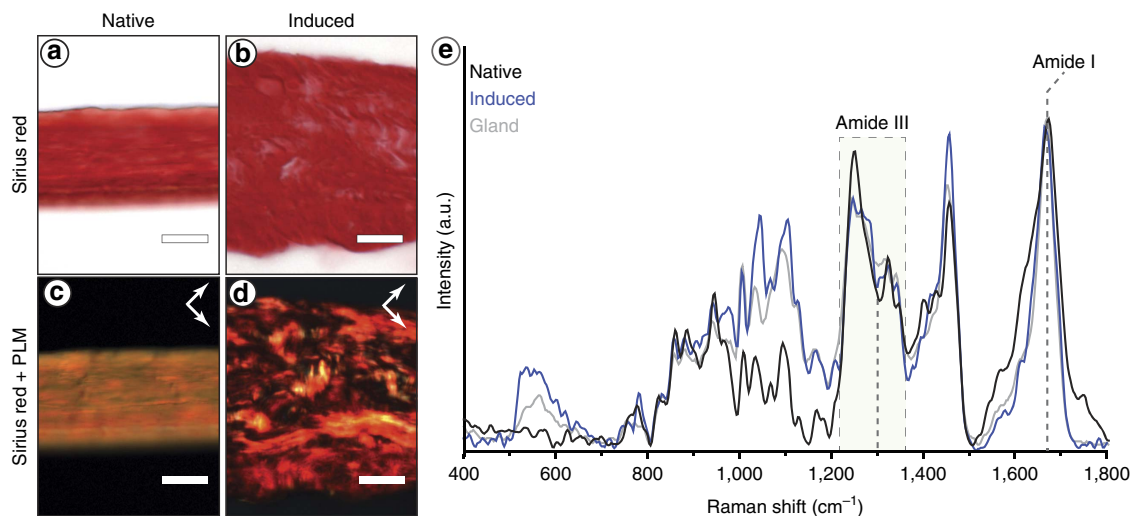 Native
Induced
a
b
Sirius red
c
d
Sirius red + PLM
e
Native
Induced
Gland
Amide III
Amide I
Intensity (a.u.)
400
600
800
1,000
1,200
1,400
1,600
1,800
Raman shift (cm⁻¹)